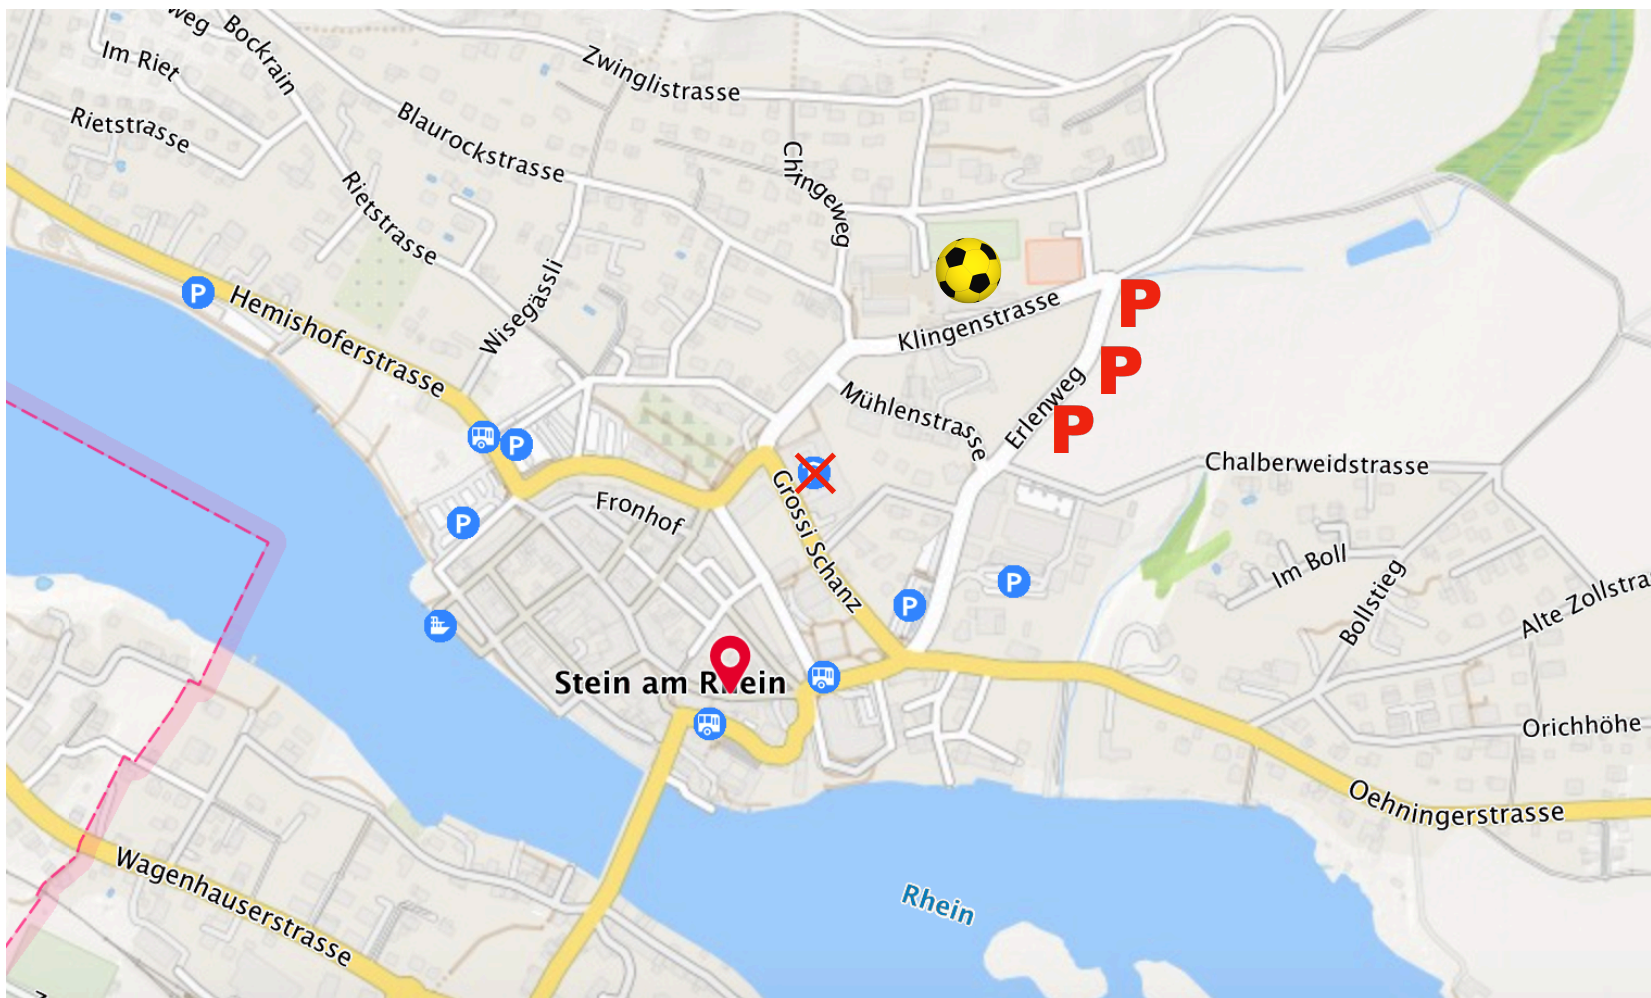 weg
Bockrain
Im Riet
Rietstrasse
Zwinglistrasse
Blaurockstrasse
Chingeweg
Rietstrasse
P
Hemishoferstrasse
Wisegässli
Klingenstrasse
P
P
P
Erlenweg
Mühlenstrasse
P
Chalberweidstrasse
Fronhof
Grossi Schanz
P
P
P
Im Boll
Bollstieg
Alte Zollstra
Stein am Rhein
Orichhöhe
Oehningerstrasse
Wagenhauserstrasse
Rhein